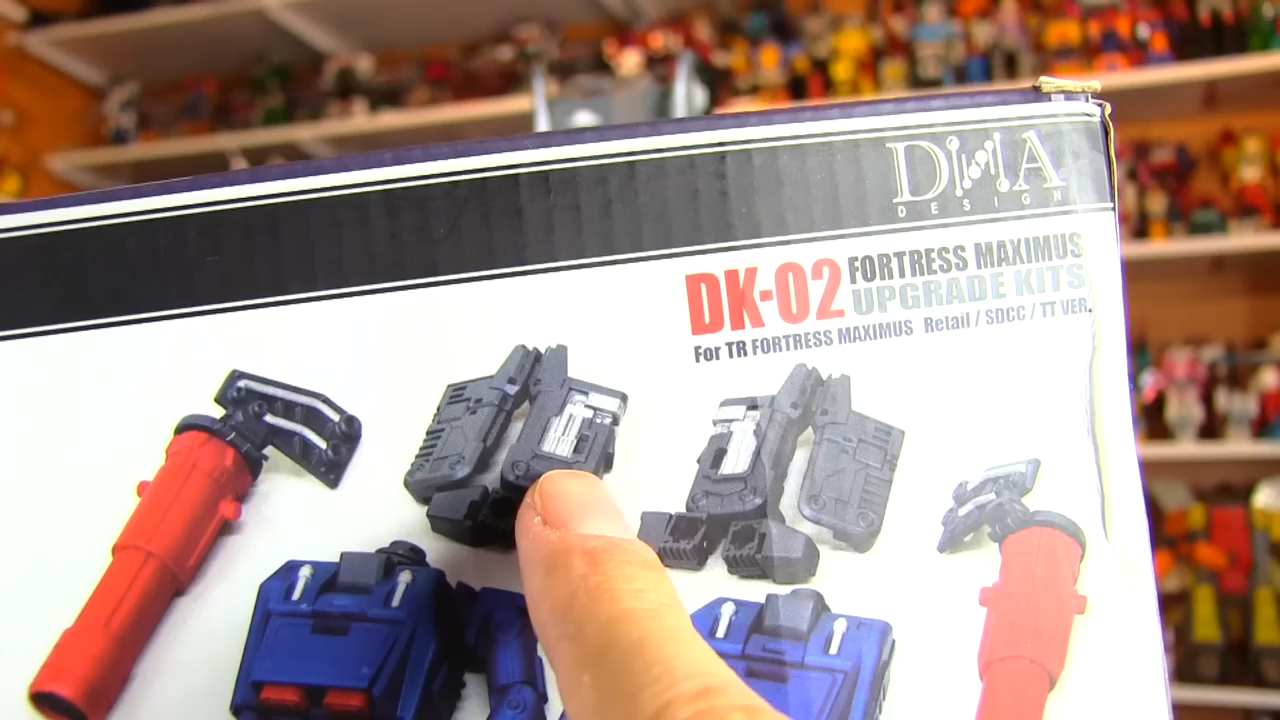 DNA
DESIGN
DK-02 FORTRESS MAXIMUS
UPGRADE KITS
For TR FORTRESS MAXIMUS Retail / SDCC / TT VER.